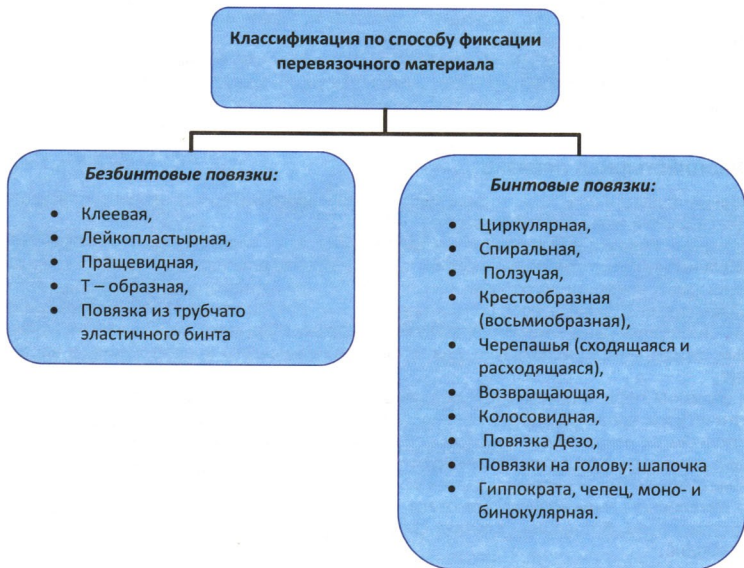 Классификация по способу фиксации
перевязочного материала
Безбинтовые повязки:
• Клеевая,
• Лейкопластырная,
• Пращевидная,
• Т – образная,
• Повязка из трубчато
эластичного бинта
Бинтовые повязки:
• Циркулярная,
• Спиральная,
• Ползучая,
• Крестообразная
(восьмиобразная),
• Черепашья (сходящаяся и
расходящаяся),
• Возвращающая,
• Колосовидная,
• Повязка Дезо,
• Повязки на голову: шапочка
• Гиппократа, чепец, моно- и
бинокулярная.